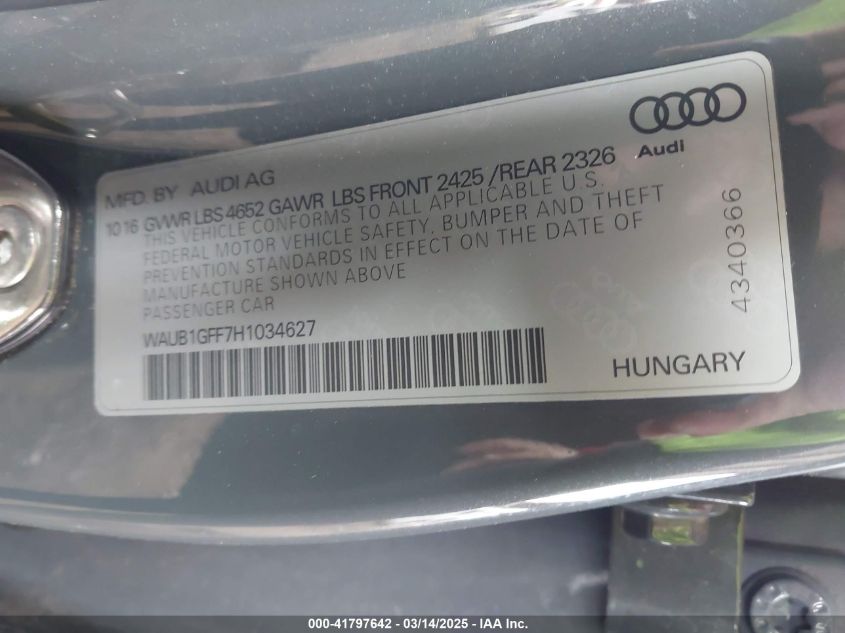 MFD. BY AUDI AG
10 16 GVWR LBS 4652 GAWR LBS FRONT 2425 /REAR 2326
THIS VEHICLE CONFORMS TO ALL APPLICABLE U.S.
FEDERAL MOTOR VEHICLE SAFETY, BUMPER AND THEFT
PREVENTION STANDARDS IN EFFECT ON THE DATE OF
MANUFACTURE SHOWN ABOVE
PASSENGER CAR
WAUB1GFF7H1034627
Audi
4340366
HUNGARY
000-41797642 - 03/14/2025 - IAA Inc.